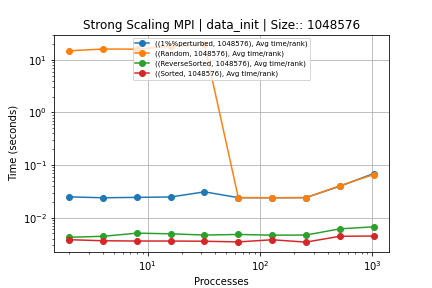 Strong Scaling MPI | data_init | Size:: 1048576
((1%%perturbed, 1048576), Avg time/rank)
((Random, 1048576), Avg time/rank)
((ReverseSorted, 1048576), Avg time/rank)
((Sorted, 1048576), Avg time/rank)
Time (seconds)
10¹
10⁰
10⁻¹
10⁻²
10¹ 10² 10³
Proccesses